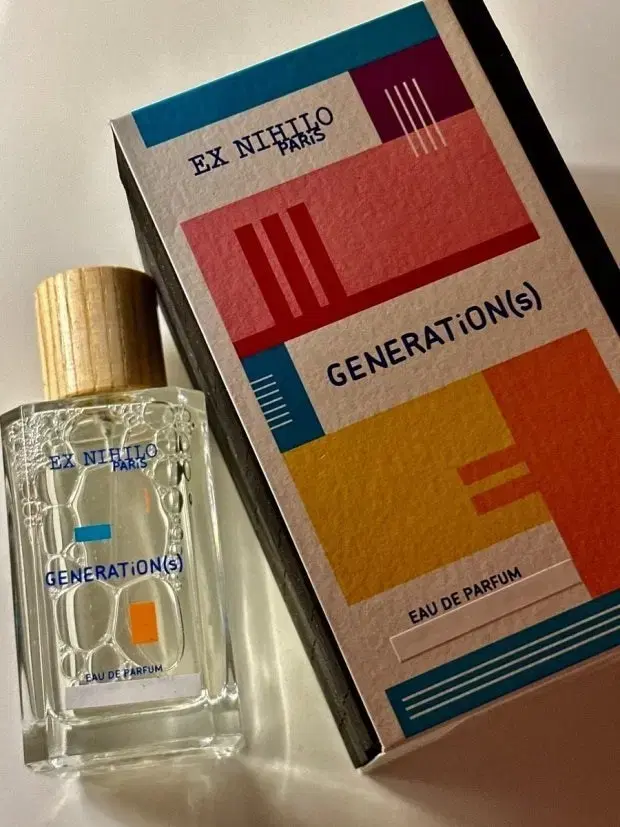 EX NIHILO
PARiS
GENERATiON(s)
EAU DE PARFUM
EX NIHILO
PARiS
GENERATiON(s)
EAU DE PARFUM